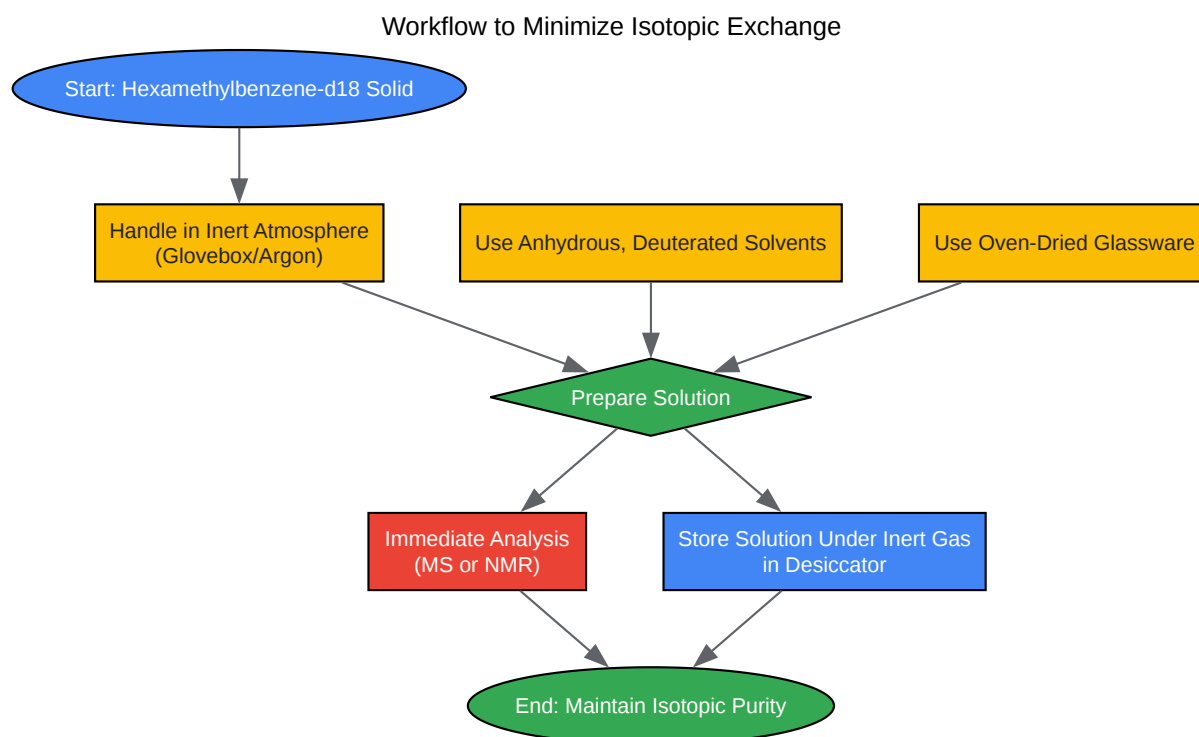 Workflow to Minimize Isotopic Exchange
Start: Hexamethylbenzene-d18 Solid
Handle in Inert Atmosphere
(Glovebox/Argon)
Use Anhydrous, Deuterated Solvents
Use Oven-Dried Glassware
Prepare Solution
Immediate Analysis
(MS or NMR)
Store Solution Under Inert Gas
in Desiccator
End: Maintain Isotopic Purity